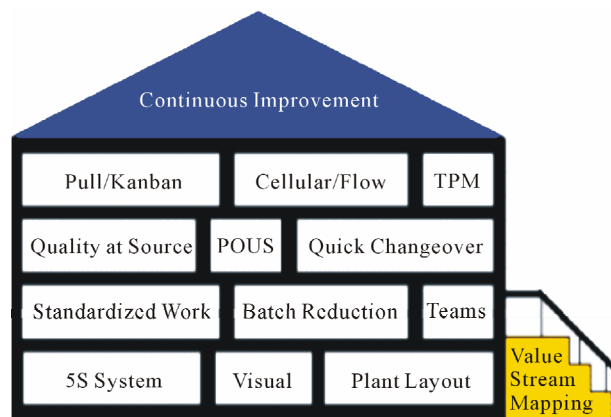 Continuous Improvement
Pull/Kanban Cellular/Flow TPM
Quality at Source POUS Quick Changeover
Standardized Work Batch Reduction Teams
5S System Visual Plant Layout
Value
Stream
Mapping